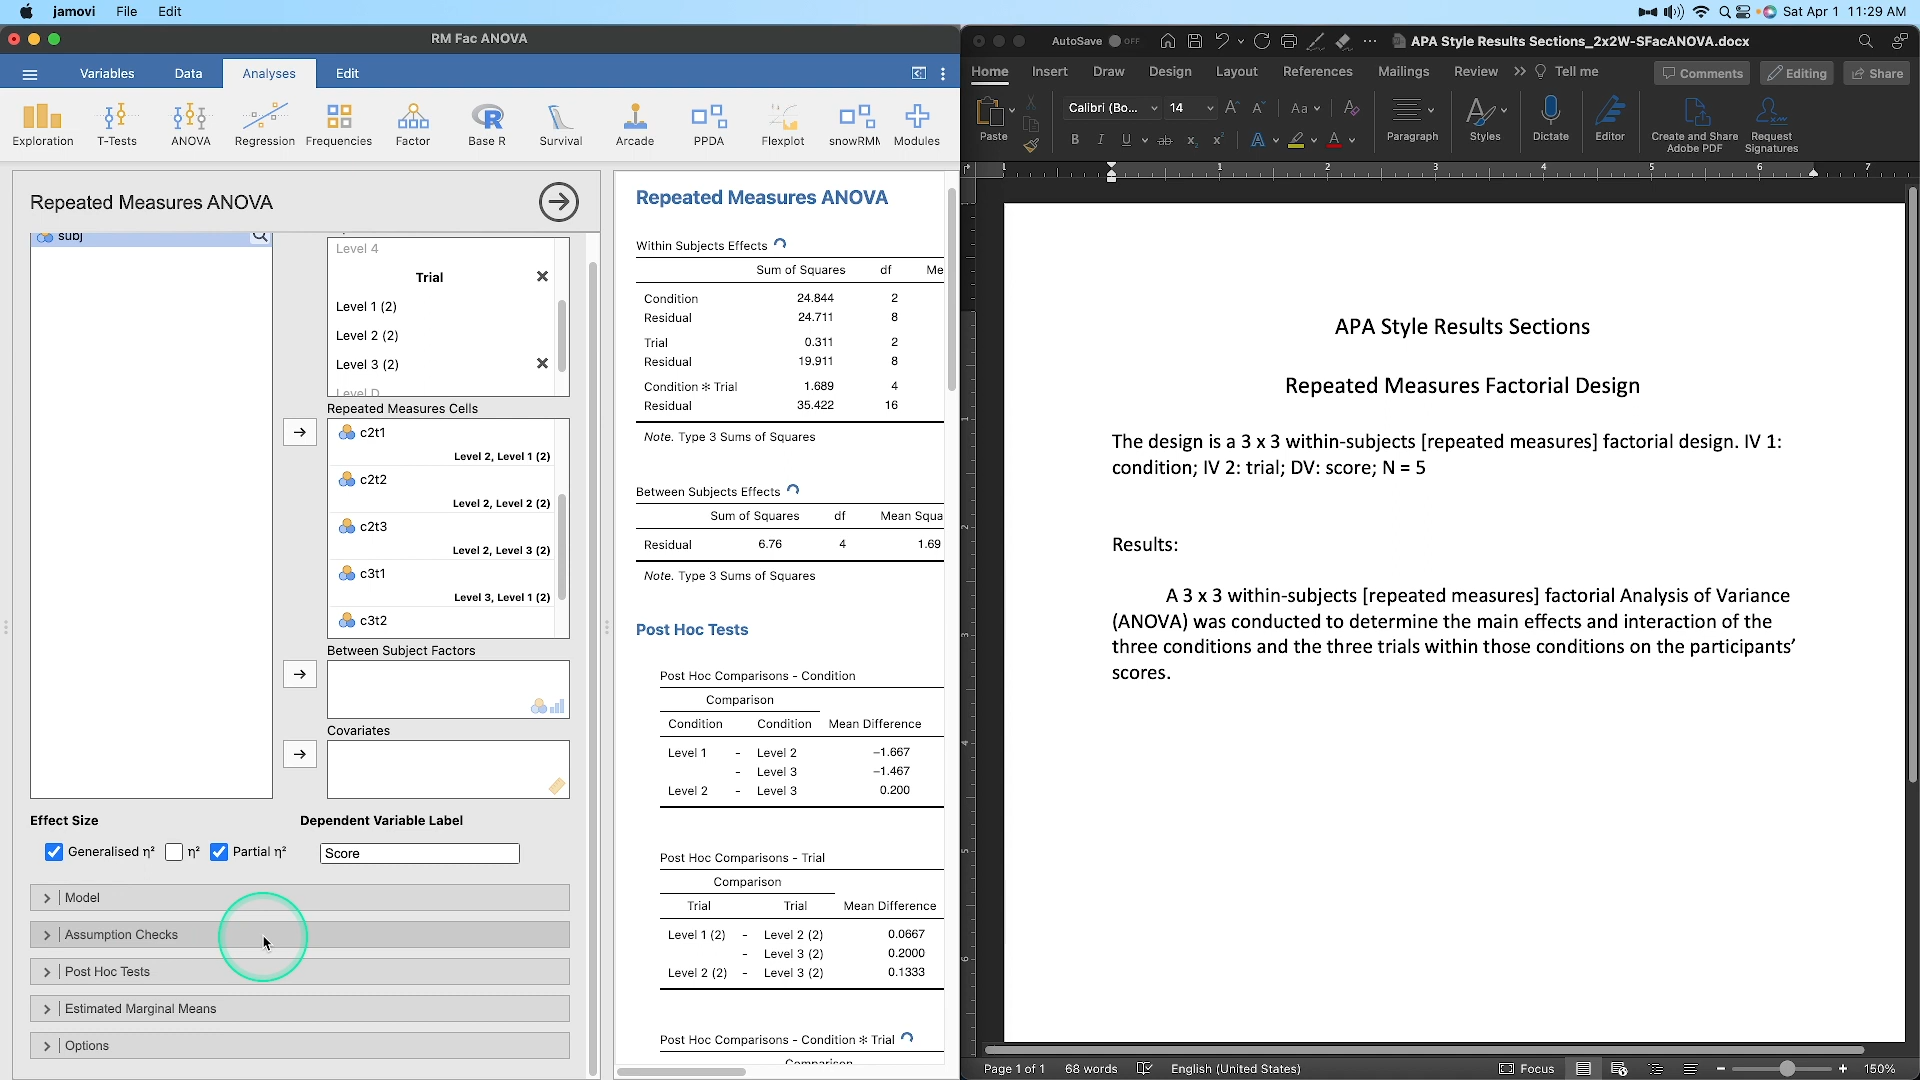 jamovi File Edit
Sat Apr 1 11:29 AM
RM Fac ANOVA
Variables Data Analyses Edit
Exploration T-Tests ANOVA Regression Frequencies Factor Base R Survival Arcade PPDA Flexplot snowRMM Modules
Repeated Measures ANOVA
subj
Level 4
Trial
Level 1 (2)
Level 2 (2)
Level 3 (2)
Level D
Repeated Measures Cells
c2t1
Level 2, Level 1 (2)
c2t2
Level 2, Level 2 (2)
c2t3
Level 2, Level 3 (2)
c3t1
Level 3, Level 1 (2)
c3t2
Between Subject Factors
Covariates
Effect Size
Dependent Variable Label
Generalised η² η² Partial η²
Score
Model
Assumption Checks
Post Hoc Tests
Estimated Marginal Means
Options
Repeated Measures ANOVA
Within Subjects Effects
Sum of Squares df Me
Condition 24.844 2
Residual 24.711 8
Trial 0.311 2
Residual 19.911 8
Condition ✻ Trial 1.689 4
Residual 35.422 16
Note. Type 3 Sums of Squares
Between Subjects Effects
Sum of Squares df Mean Squa
Residual 6.76 4 1.69
Note. Type 3 Sums of Squares
Post Hoc Tests
Post Hoc Comparisons - Condition
Comparison
Condition Condition Mean Difference
Level 1 - Level 2 -1.667
- Level 3 -1.467
Level 2 - Level 3 0.200
Post Hoc Comparisons - Trial
Comparison
Trial Trial Mean Difference
Level 1 (2) - Level 2 (2) 0.0667
- Level 3 (2) 0.2000
Level 2 (2) - Level 3 (2) 0.1333
Post Hoc Comparisons - Condition ✻ Trial
Comparison
AutoSave OFF
APA Style Results Sections_2x2W-SFacANOVA.docx
Home Insert Draw Design Layout References Mailings Review Tell me
Comments Editing Share
Paste
Calibri (Bo... 14
Paragraph Styles Dictate Editor
Create and Share Adobe PDF
Request Signatures
1 2 3 4 5 6 7
APA Style Results Sections
Repeated Measures Factorial Design
The design is a 3 x 3 within-subjects [repeated measures] factorial design. IV 1:
condition; IV 2: trial; DV: score; N = 5
Results:
A 3 x 3 within-subjects [repeated measures] factorial Analysis of Variance
(ANOVA) was conducted to determine the main effects and interaction of the
three conditions and the three trials within those conditions on the participants’
scores.
Page 1 of 1 68 words English (United States)
Focus
150%